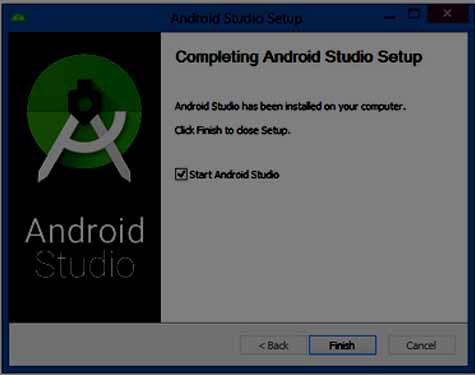 Android Studio Setup
Completing Android Studio Setup
Android Studio has been installed on your computer.
Click Finish to close Setup.
Start Android Studio
Android
Studio
< Back
Finish
Cancel